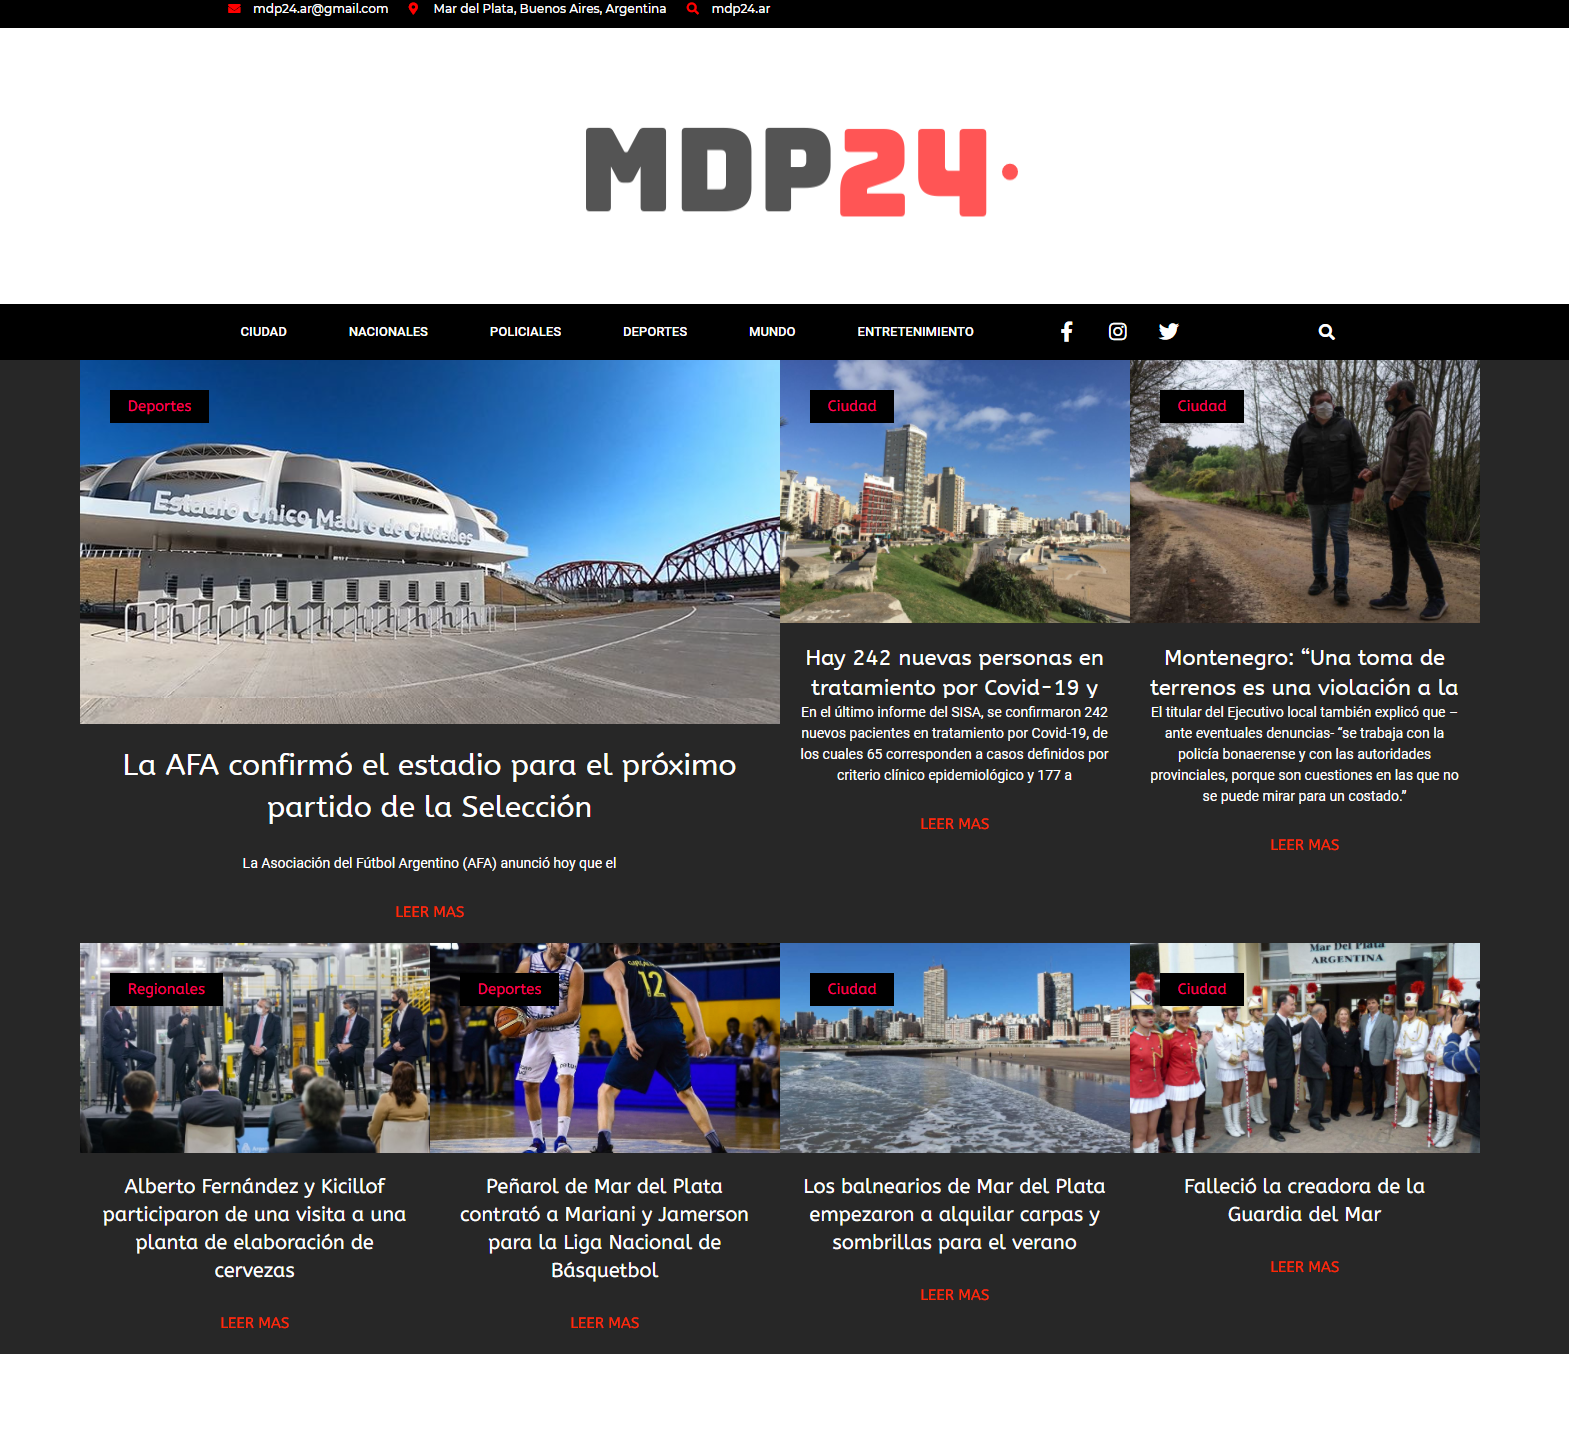 mdp24.ar@gmail.com
Mar del Plata, Buenos Aires, Argentina
mdp24.ar
MDP24
CIUDAD
NACIONALES
POLICIALES
DEPORTES
MUNDO
ENTRETENIMIENTO
Deportes
Estadio Unico Madre de Ciudades
La AFA confirmó el estadio para el próximo
partido de la Selección
La Asociación del Fútbol Argentino (AFA) anunció hoy que el
LEER MAS
Ciudad
Hay 242 nuevas personas en
tratamiento por Covid-19 y
En el último informe del SISA, se confirmaron 242
nuevos pacientes en tratamiento por Covid-19, de
los cuales 65 corresponden a casos definidos por
criterio clínico epidemiológico y 177 a
LEER MAS
Ciudad
Montenegro: “Una toma de
terrenos es una violación a la
El titular del Ejecutivo local también explicó que –
ante eventuales denuncias- “se trabaja con la
policía bonaerense y con las autoridades
provinciales, porque son cuestiones en las que no
se puede mirar para un costado.”
LEER MAS
Regionales
Alberto Fernández y Kicillof
participaron de una visita a una
planta de elaboración de
cervezas
LEER MAS
Deportes
12
Peñarol de Mar del Plata
contrató a Mariani y Jamerson
para la Liga Nacional de
Básquetbol
LEER MAS
Ciudad
Los balnearios de Mar del Plata
empezaron a alquilar carpas y
sombrillas para el verano
LEER MAS
Ciudad
Mar Del Plata
ARGENTINA
Falleció la creadora de la
Guardia del Mar
LEER MAS